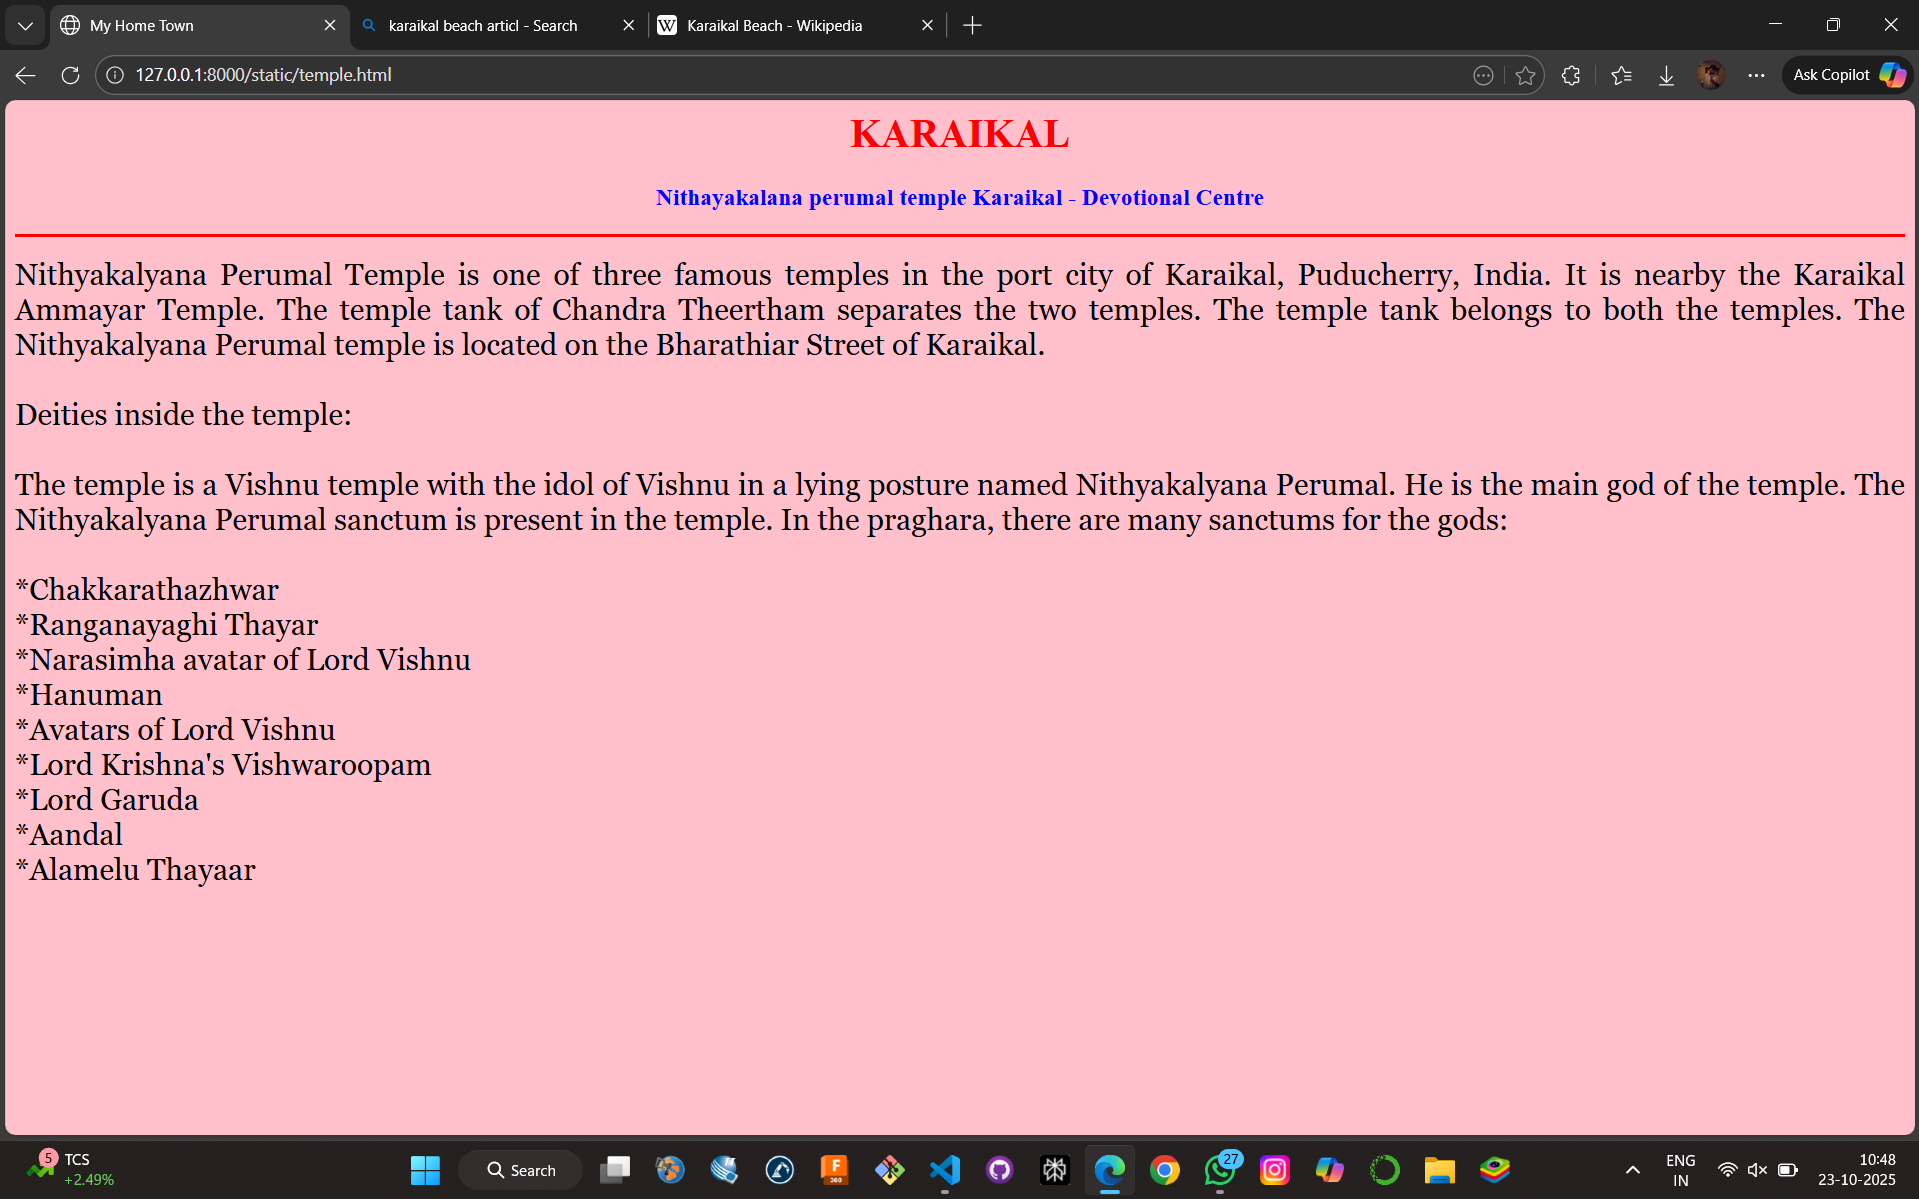 My Home Town
karaikal beach articl - Search
W Karaikal Beach - Wikipedia
127.0.0.1:8000/static/temple.html
Ask Copilot
KARAIKAL
Nithayakalana perumal temple Karaikal - Devotional Centre
Nithyakalyana Perumal Temple is one of three famous temples in the port city of Karaikal, Puducherry, India. It is nearby the Karaikal
Ammayar Temple. The temple tank of Chandra Theertham separates the two temples. The temple tank belongs to both the temples. The
Nithyakalyana Perumal temple is located on the Bharathiar Street of Karaikal.
Deities inside the temple:
The temple is a Vishnu temple with the idol of Vishnu in a lying posture named Nithyakalyana Perumal. He is the main god of the temple. The
Nithyakalyana Perumal sanctum is present in the temple. In the praghara, there are many sanctums for the gods:
*Chakkarathazhwar
*Ranganayaghi Thayar
*Narasimha avatar of Lord Vishnu
*Hanuman
*Avatars of Lord Vishnu
*Lord Krishna's Vishwaroopam
*Lord Garuda
*Aandal
*Alamelu Thayaar
5
TCS
+2.49%
Search
F
360
27
ENG
IN
10:48
23-10-2025